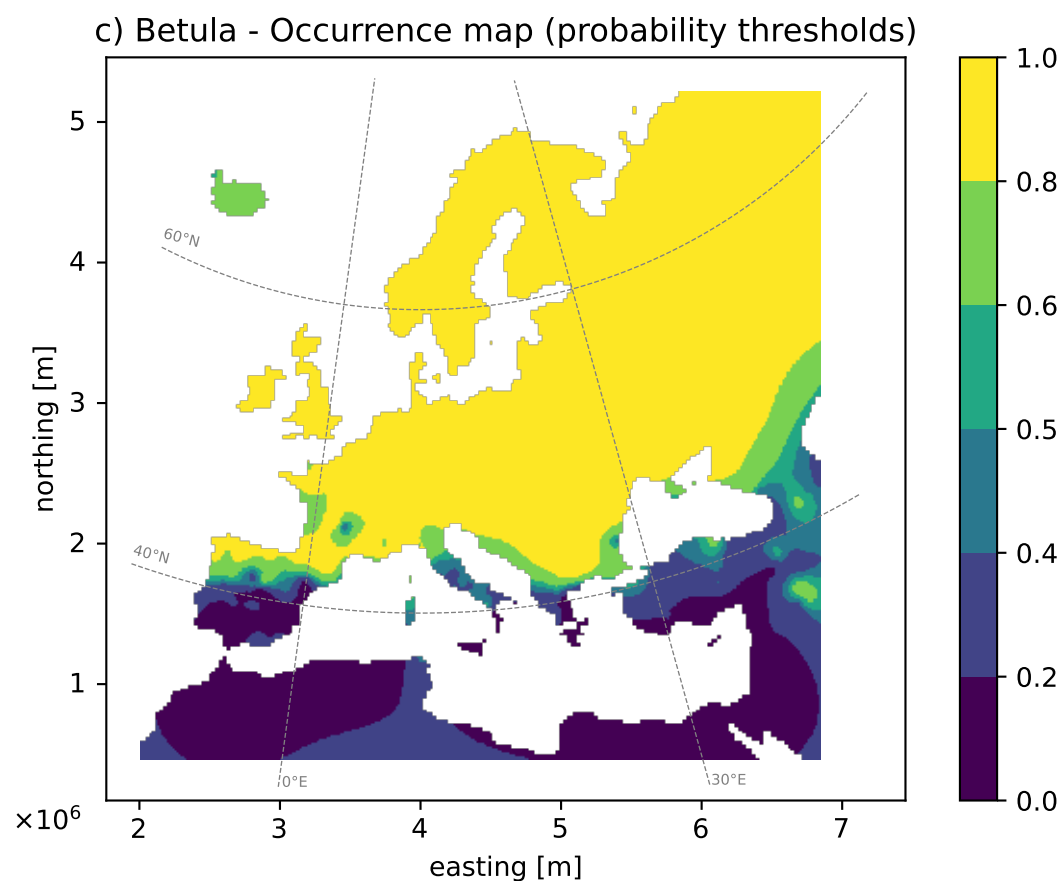 c) Betula - Occurrence map (probability thresholds)
1.0
0.8
0.6
0.5
0.4
0.2
0.0
northing [m]
5
4
3
2
1
60°N
40°N
0°E
30°E
×10⁶
2 3 4 5 6 7
easting [m]